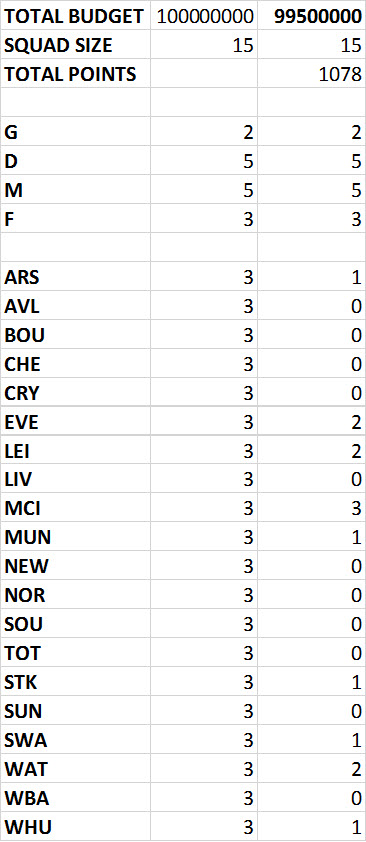 TOTAL BUDGET 100000000 99500000
SQUAD SIZE 15 15
TOTAL POINTS 1078
G 2 2
D 5 5
M 5 5
F 3 3
ARS 3 1
AVL 3 0
BOU 3 0
CHE 3 0
CRY 3 0
EVE 3 2
LEI 3 2
LIV 3 0
MCI 3 3
MUN 3 1
NEW 3 0
NOR 3 0
SOU 3 0
TOT 3 0
STK 3 1
SUN 3 0
SWA 3 1
WAT 3 2
WBA 3 0
WHU 3 1